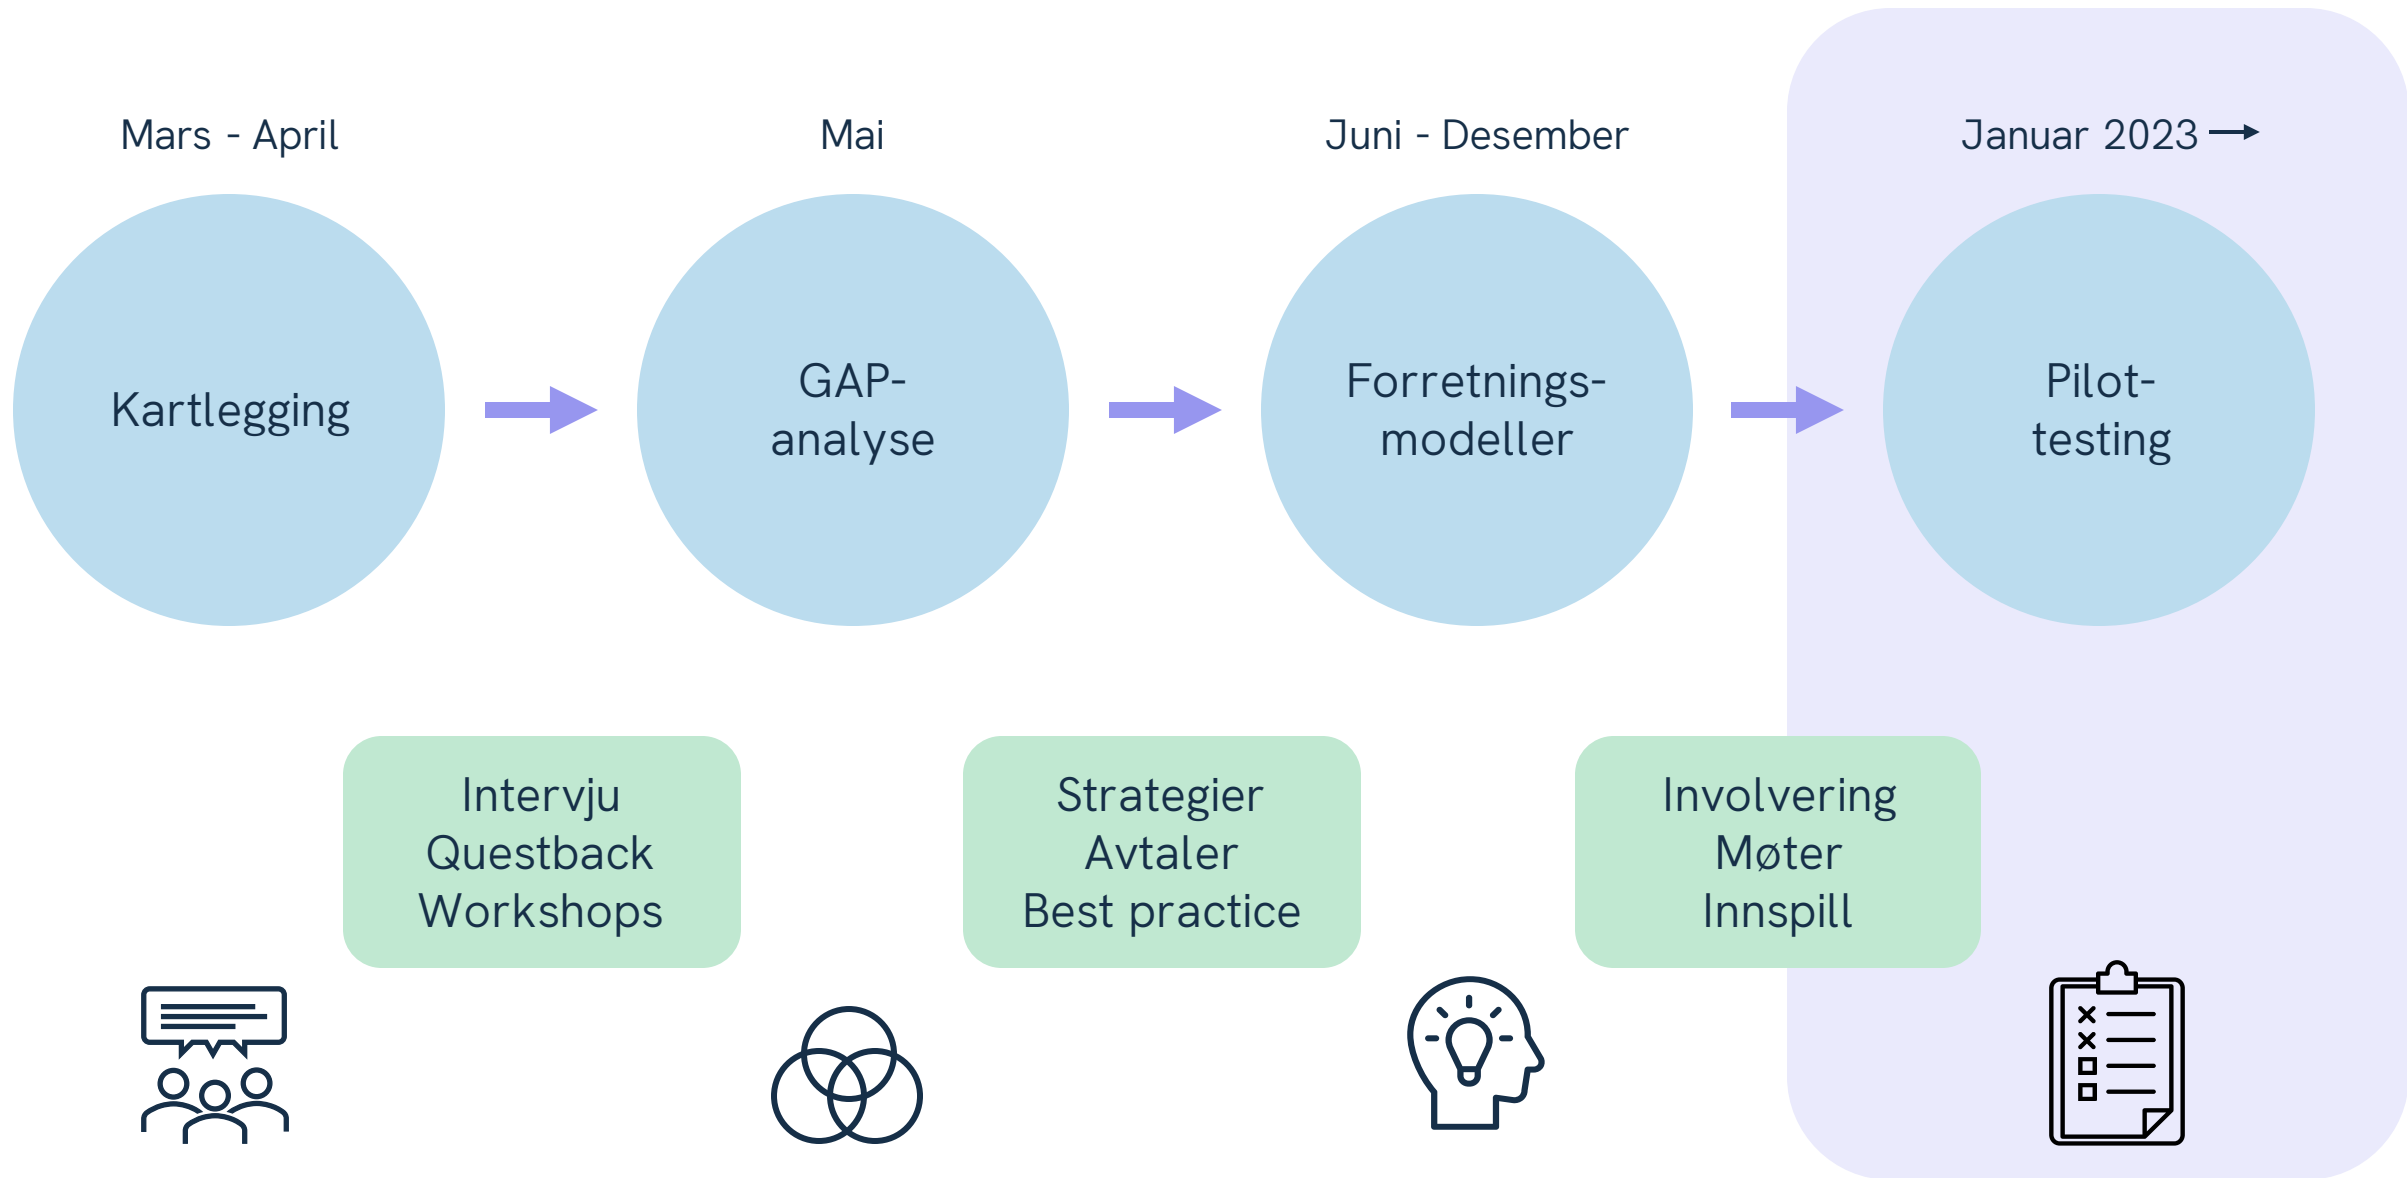 Mars - April
Mai
Juni - Desember
Januar 2023
Kartlegging
GAP-
analyse
Forretnings-
modeller
Pilot-
testing
Intervju
Questback
Workshops
Strategier
Avtaler
Best practice
Involvering
Møter
Innspill